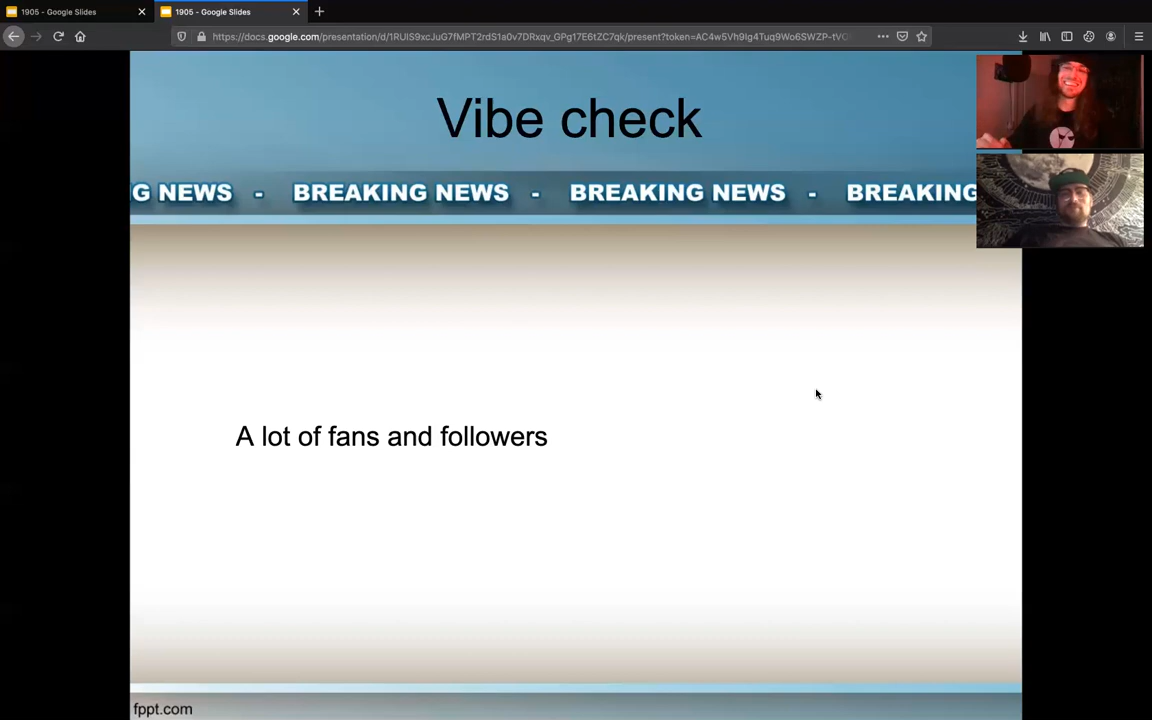 1905 - Google Slides
1905 - Google Slides
Vibe check
G NEWS - BREAKING NEWS - BREAKING NEWS - BREAKING
A lot of fans and followers
fppt.com